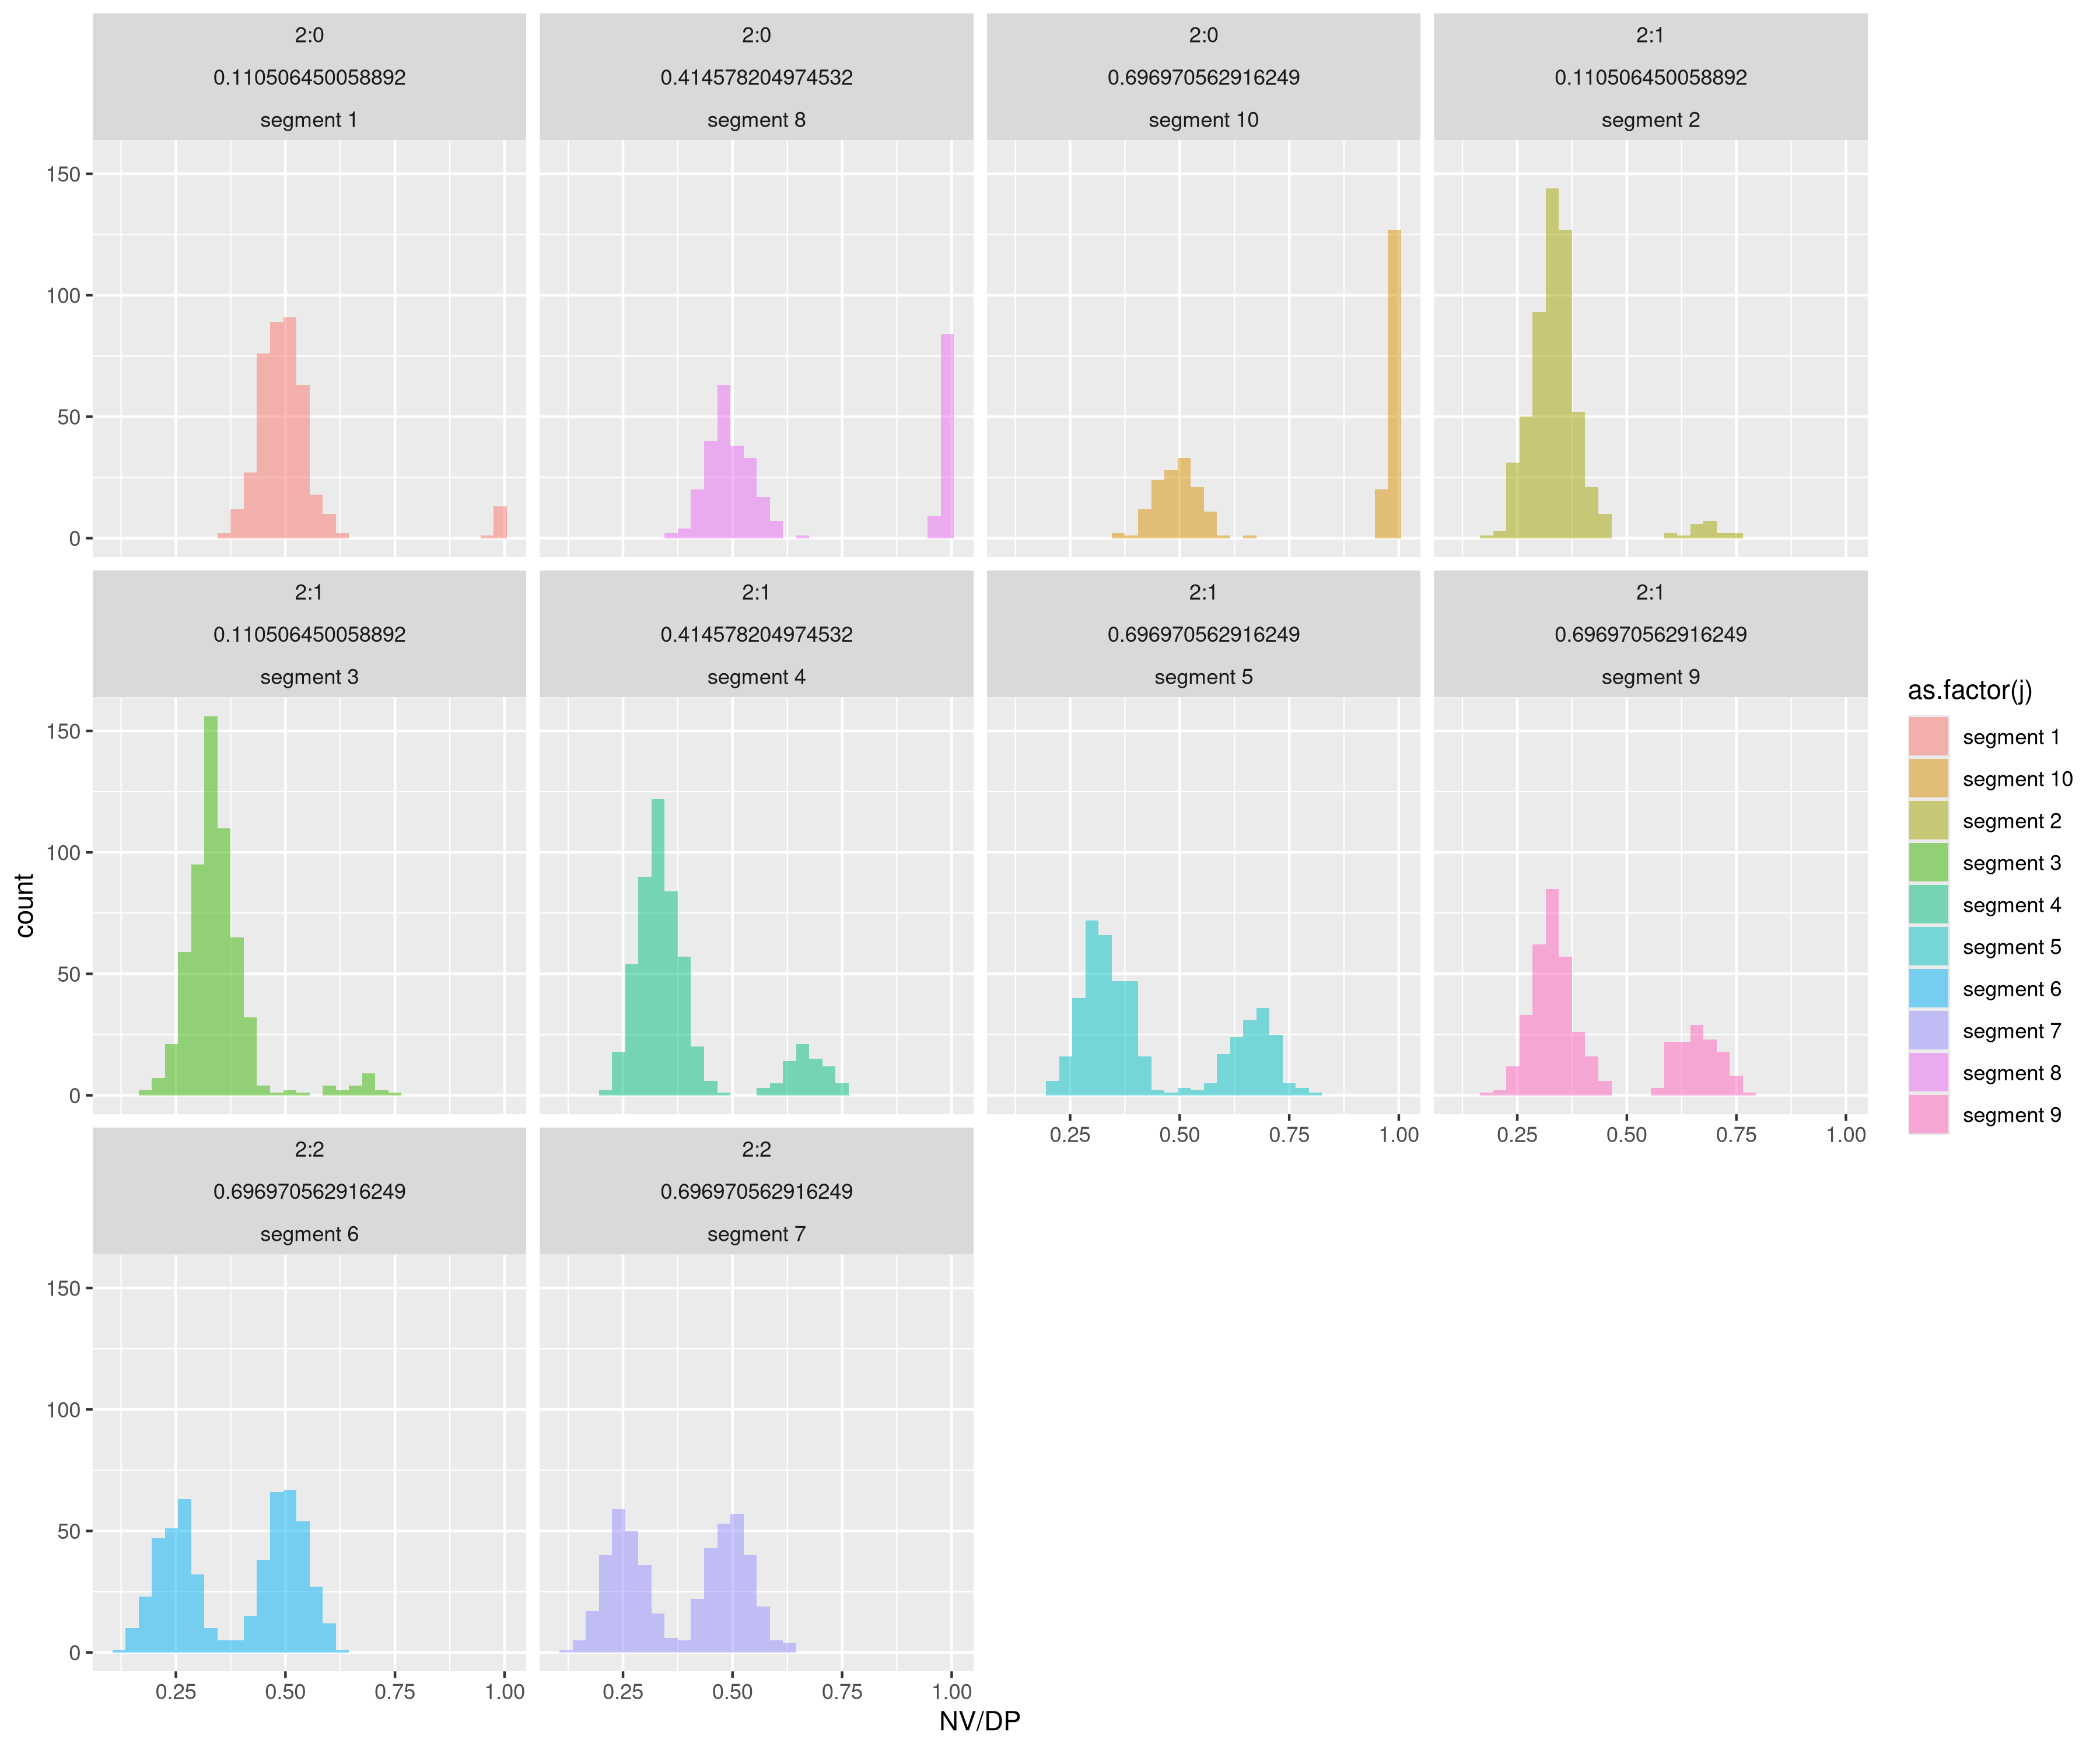 2:0
0.110506450058892
segment 1
2:0
0.414578204974532
segment 8
2:0
0.696970562916249
segment 10
2:1
0.110506450058892
segment 2
150
100
50
0
2:1
0.110506450058892
segment 3
2:1
0.414578204974532
segment 4
2:1
0.696970562916249
segment 5
2:1
0.696970562916249
segment 9
150
100
50
0
0.25 0.50 0.75 1.00
0.25 0.50 0.75 1.00
2:2
0.696970562916249
segment 6
2:2
0.696970562916249
segment 7
150
100
50
0
0.25 0.50 0.75 1.00
0.25 0.50 0.75 1.00
NV/DP
count
as.factor(j)
segment 1
segment 10
segment 2
segment 3
segment 4
segment 5
segment 6
segment 7
segment 8
segment 9